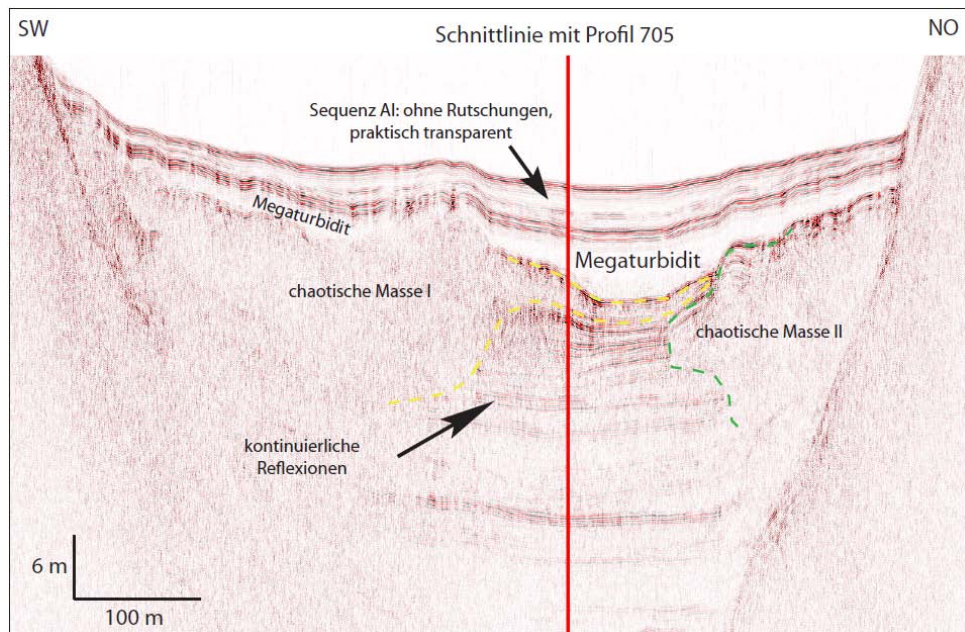 SW
Schnittlinie mit Profil 705
NO
Sequenz AI: ohne Rutschungen,
praktisch transparent
Megaturbidit
Megaturbidit
chaotische Masse I
chaotische Masse II
kontinuierliche
Reflexionen
6 m
100 m